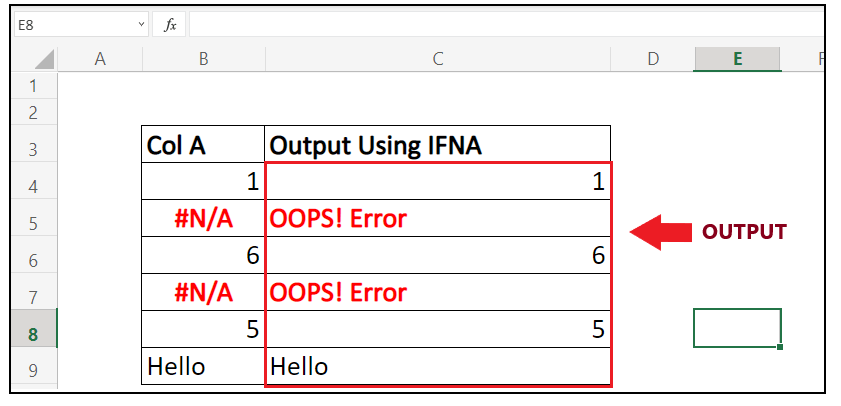 E8 fx
A B C D E F
1
2
3 Col A Output Using IFNA
4 1 1
5 #N/A OOPS! Error
OUTPUT
6 6 6
7 #N/A OOPS! Error
8 5 5
9 Hello Hello